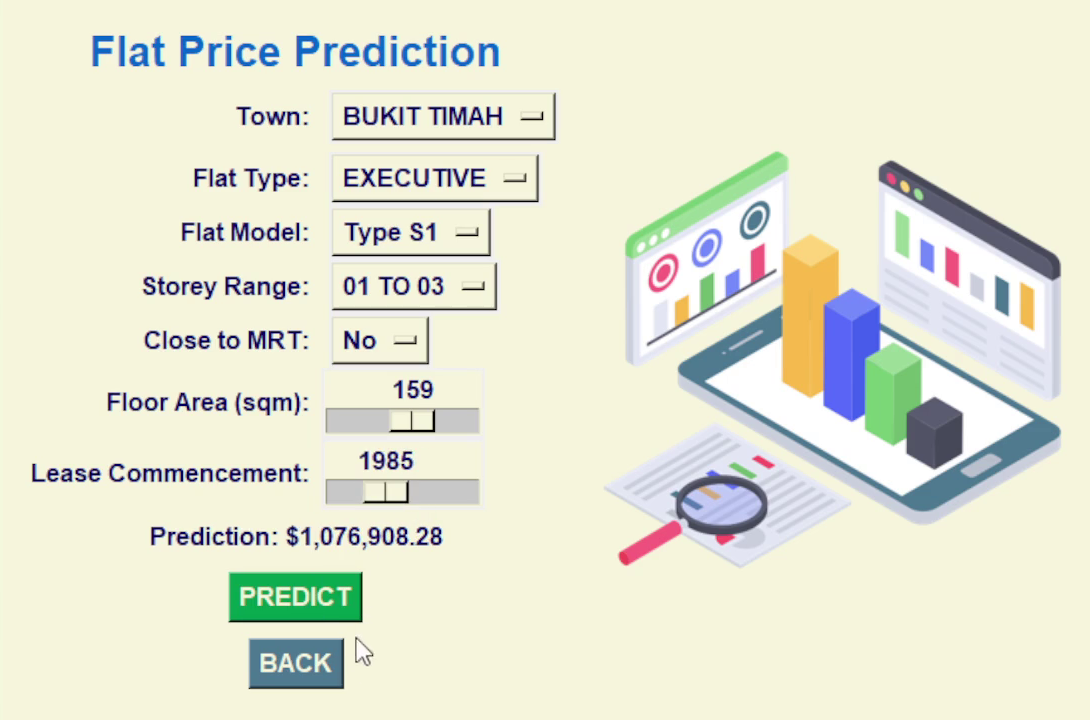 Flat Price Prediction
Town: BUKIT TIMAH
Flat Type: EXECUTIVE
Flat Model: Type S1
Storey Range: 01 TO 03
Close to MRT: No
159
Floor Area (sqm):
1985
Lease Commencement:
Prediction: $1,076,908.28
PREDICT
BACK